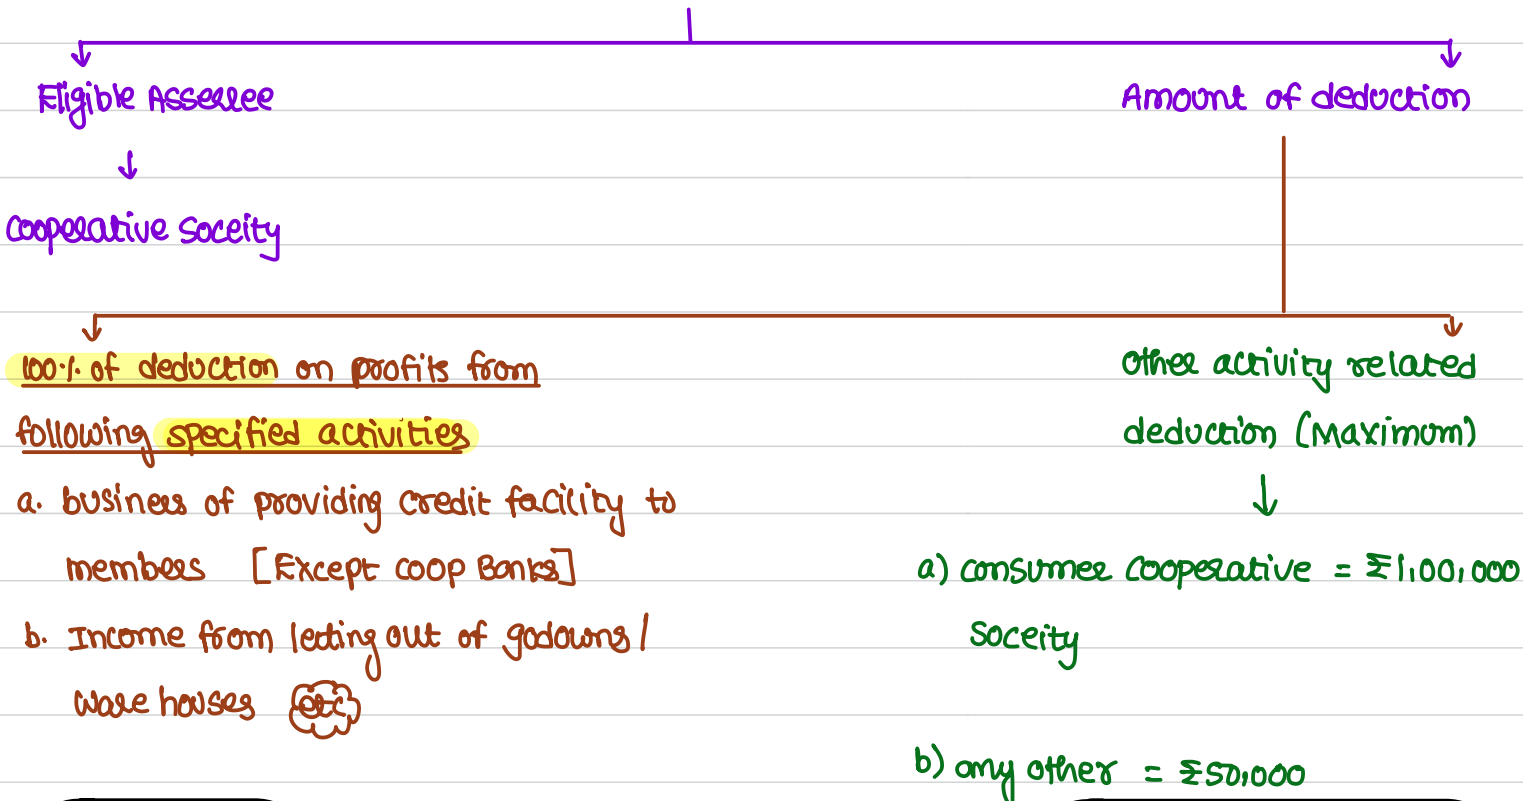 Eligible Assessee
Amount of deduction
Cooperative Soceity
100% of deduction on profits from
following specified activities
a. business of providing credit facility to
members [Except coop Banks]
b. Income from letting out of godowns /
ware houses etc
Other activity related
deduction (Maximum)
a) consumer cooperative = ₹1,00,000
Soceity
b) any other = ₹50,000